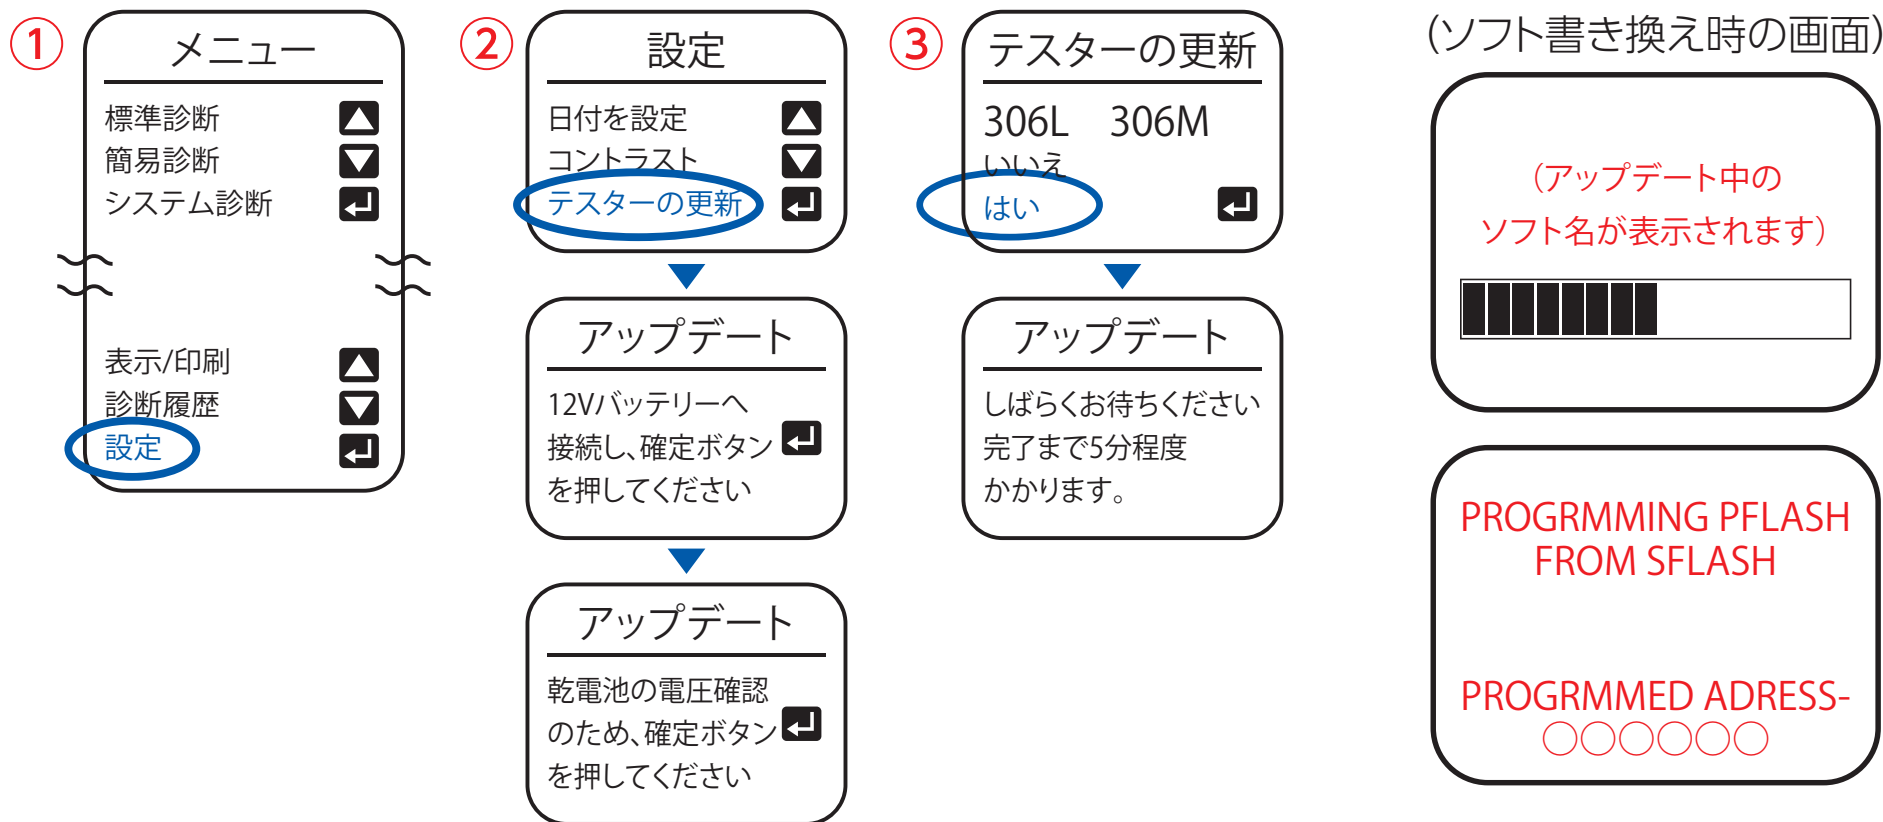 ①
メニュー
標準診断
簡易診断
システム診断
表示/印刷
診断履歴
設定
②
設定
日付を設定
コントラスト
テスターの更新
アップデート
12Vバッテリーへ
接続し、確定ボタン
を押してください
アップデート
乾電池の電圧確認
のため、確定ボタン
を押してください
③
テスターの更新
306L 306M
いいえ
はい
アップデート
しばらくお待ちください
完了まで5分程度
かかります。
(ソフト書き換え時の画面)
(アップデート中の
ソフト名が表示されます)
PROGRMMING PFLASH
FROM SFLASH
PROGRMMED ADRESS-
○○○○○○